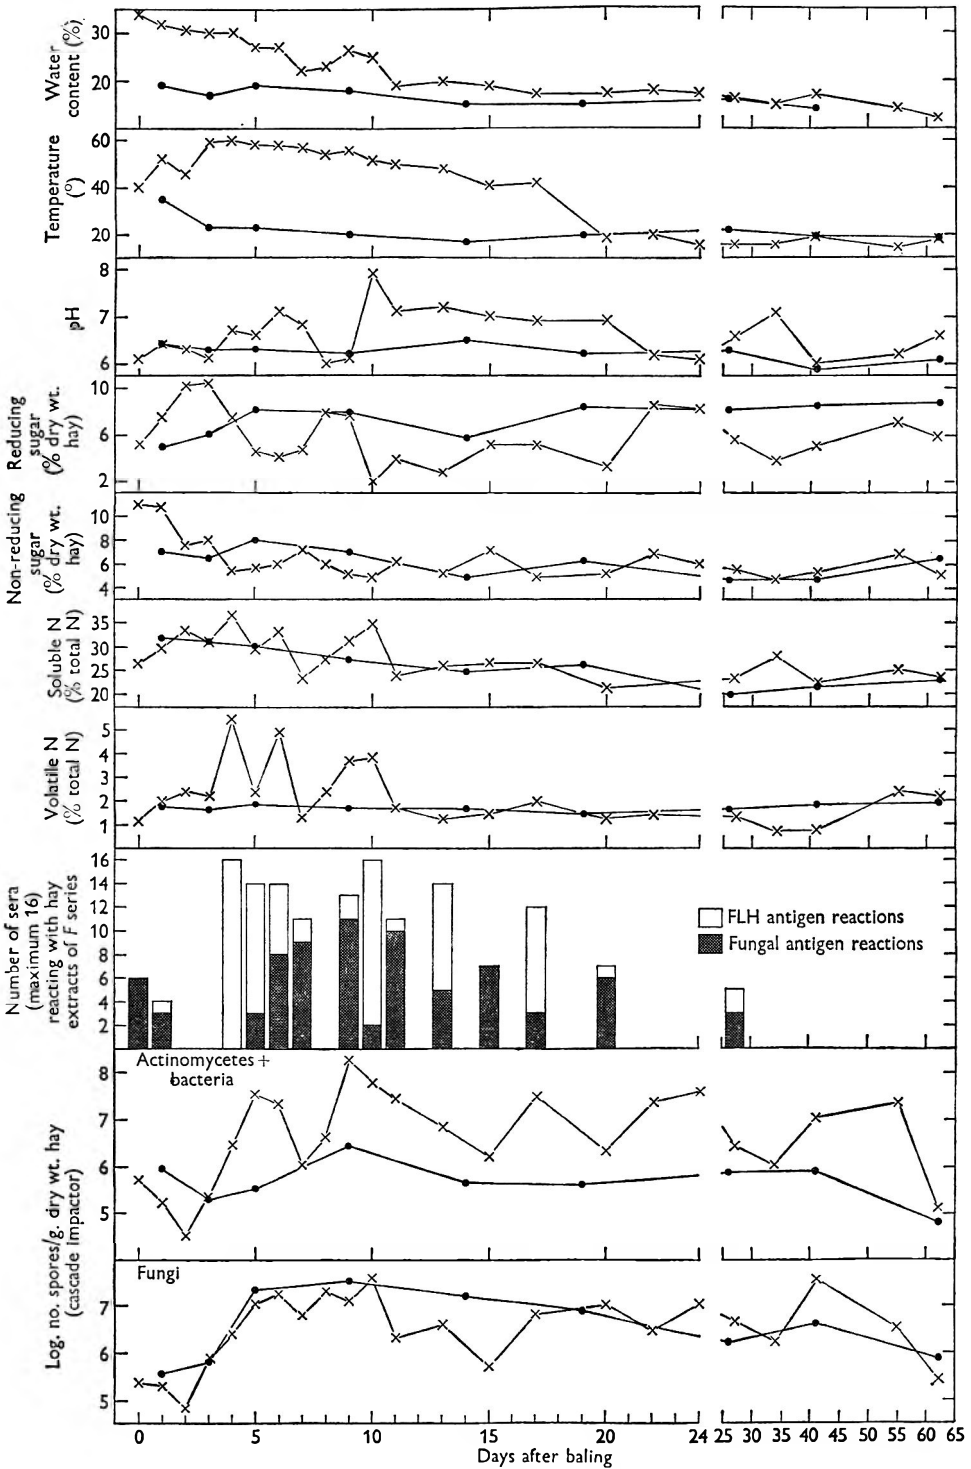 Water
content (%)
30
20
Temperature
(°)
60
40
20
pH
8
7
6
Reducing
sugar
(% dry wt.
hay)
10
6
2
Non-reducing
sugar
(% dry wt.
hay)
10
8
6
4
Soluble N
(% total N)
35
30
25
20
Volatile N
(% total N)
5
4
3
2
1
Number of sera
(maximum 16)
reacting with hay
extracts of F series
16
14
12
10
8
6
4
2
FLH antigen reactions
Fungal antigen reactions
Log. no. spores/g. dry wt. hay
(cascade impactor)
Actinomycetes +
bacteria
8
7
6
5
Fungi
7
6
5
0 5 10 15 20 24 25 30 35 40 45 50 55 60 65
Days after baling